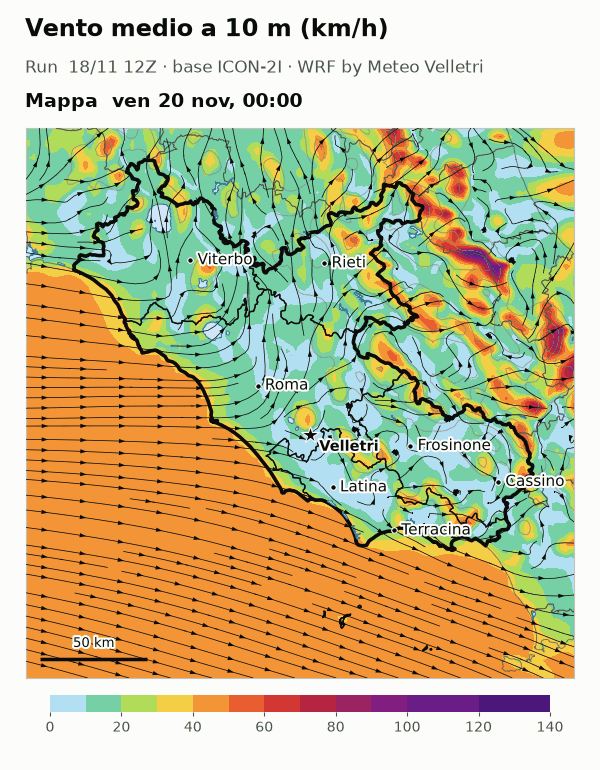 Vento medio a 10 m (km/h)
Run  18/11 12Z · base ICON-2I · WRF by Meteo Velletri
Mappa  ven 20 nov, 00:00
Viterbo
Rieti
Roma
Velletri
Frosinone
Cassino
Latina
Terracina
50 km
0 20 40 60 80 100 120 140